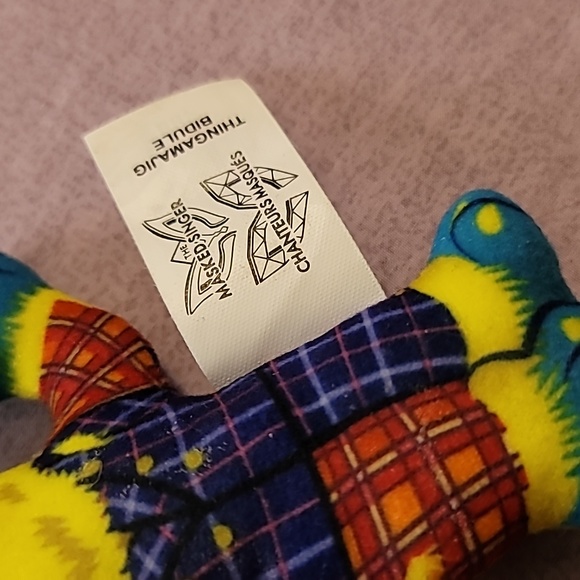 THINGAMAJIG
BIDULE
THE
MASKED SINGER
CHANTEURS MASQUÉS